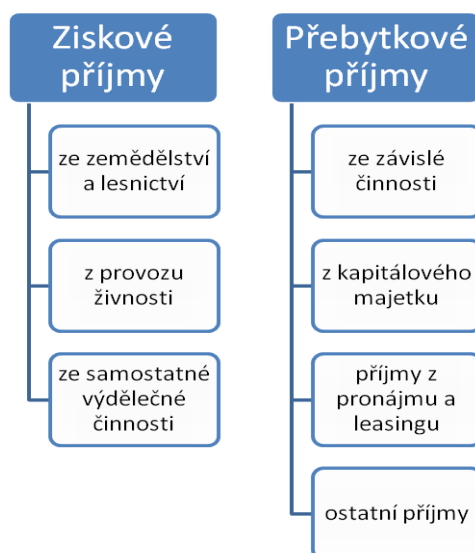 Ziskové
příjmy
ze zemědělství
a lesnictví
z provozu
živnosti
ze samostatné
výdělečné
činnosti
Přebytkové
příjmy
ze závislé
činnosti
z kapitálového
majetku
příjmy z
pronájmu a
leasingu
ostatní příjmy